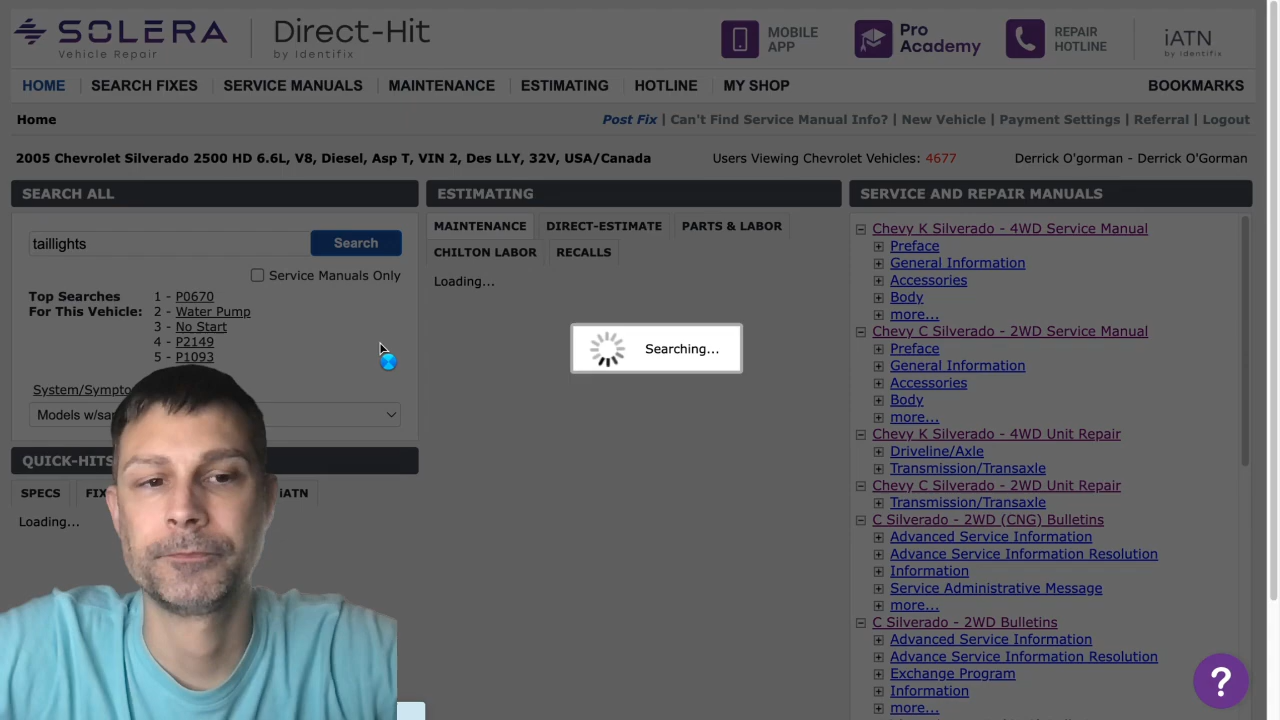 SOLERA
Vehicle Repair
Direct-Hit
by Identifix
MOBILE APP
Pro Academy
REPAIR HOTLINE
iATN
by Identifix
HOME
SEARCH FIXES
SERVICE MANUALS
MAINTENANCE
ESTIMATING
HOTLINE
MY SHOP
BOOKMARKS
Home
Post Fix | Can't Find Service Manual Info? | New Vehicle | Payment Settings | Referral | Logout
2005 Chevrolet Silverado 2500 HD 6.6L, V8, Diesel, Asp T, VIN 2, Des LLY, 32V, USA/Canada
Users Viewing Chevrolet Vehicles: 4677
Derrick O'gorman - Derrick O'Gorman
SEARCH ALL
taillights
Search
Service Manuals Only
Top Searches
For This Vehicle:
1 - P0670
2 - Water Pump
3 - No Start
4 - P2149
5 - P1093
System/Sympto
Models w/sa
QUICK-HITS
SPECS
FIX
iATN
Loading...
ESTIMATING
MAINTENANCE
DIRECT-ESTIMATE
PARTS & LABOR
CHILTON LABOR
RECALLS
Loading...
Searching...
SERVICE AND REPAIR MANUALS
Chevy K Silverado - 4WD Service Manual
Preface
General Information
Accessories
Body
more...
Chevy C Silverado - 2WD Service Manual
Preface
General Information
Accessories
Body
more...
Chevy K Silverado - 4WD Unit Repair
Driveline/Axle
Transmission/Transaxle
Chevy C Silverado - 2WD Unit Repair
Transmission/Transaxle
C Silverado - 2WD (CNG) Bulletins
Advanced Service Information
Advance Service Information Resolution
Information
Service Administrative Message
more...
C Silverado - 2WD Bulletins
Advanced Service Information
Advance Service Information Resolution
Exchange Program
Information
more...
?